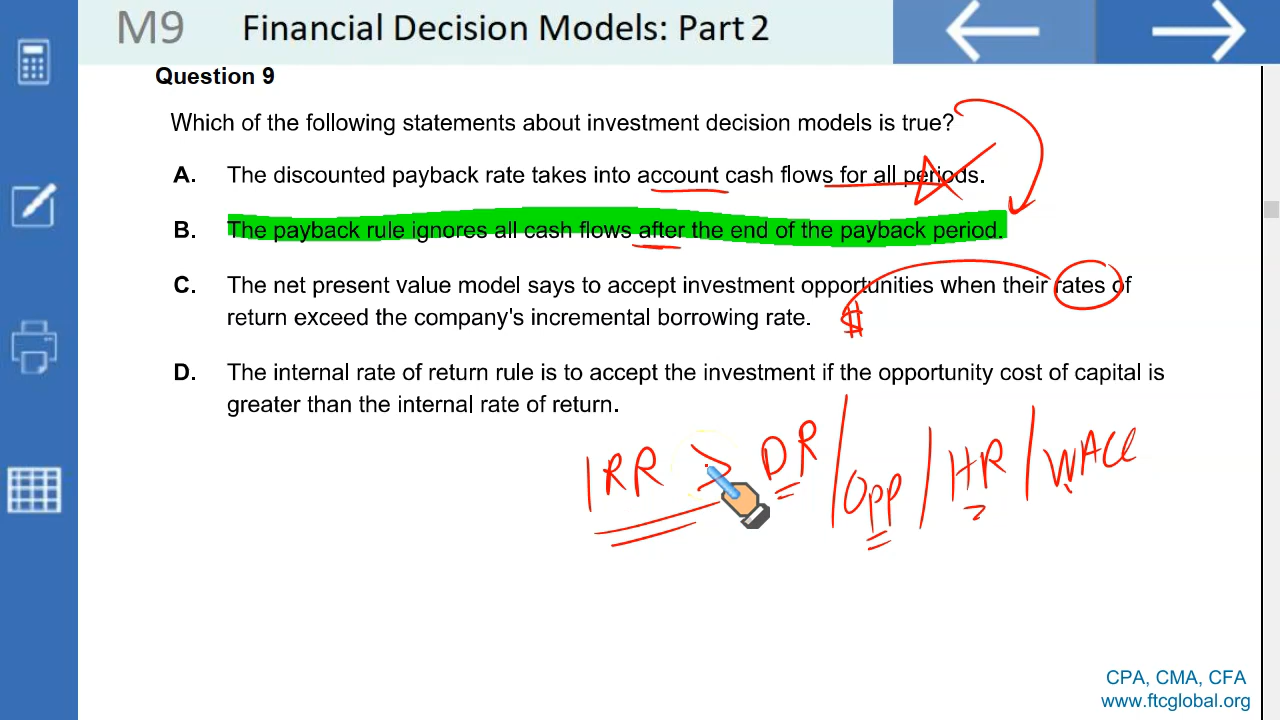 M9 Financial Decision Models: Part 2
Question 9
Which of the following statements about investment decision models is true?
A. The discounted payback rate takes into account cash flows for all periods.
B. The payback rule ignores all cash flows after the end of the payback period.
C. The net present value model says to accept investment opportunities when their rates of
return exceed the company's incremental borrowing rate.
$
D. The internal rate of return rule is to accept the investment if the opportunity cost of capital is
greater than the internal rate of return.
IRR > DR / Opp / HR / WACC
CPA, CMA, CFA
www.ftcglobal.org